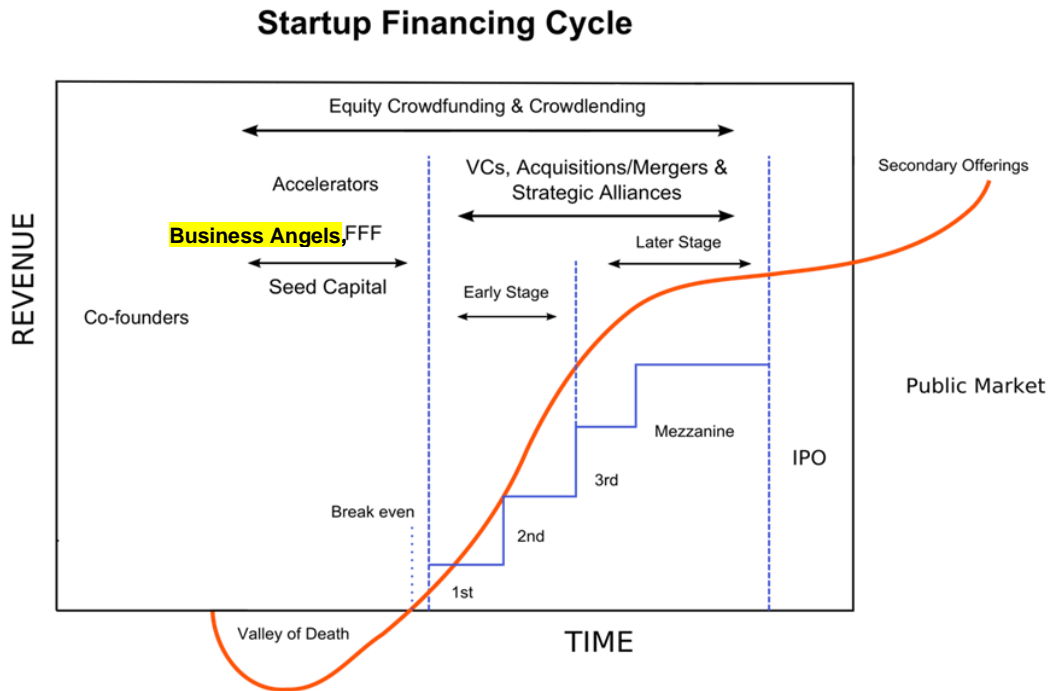 Startup Financing Cycle
Equity Crowdfunding & Crowdlending
VCs, Acquisitions/Mergers &
Strategic Alliances
Secondary Offerings
Accelerators
Business Angels,FFF
Later Stage
Seed Capital
Early Stage
REVENUE
Co-founders
Public Market
Mezzanine
IPO
3rd
Break even
2nd
1st
Valley of Death
TIME